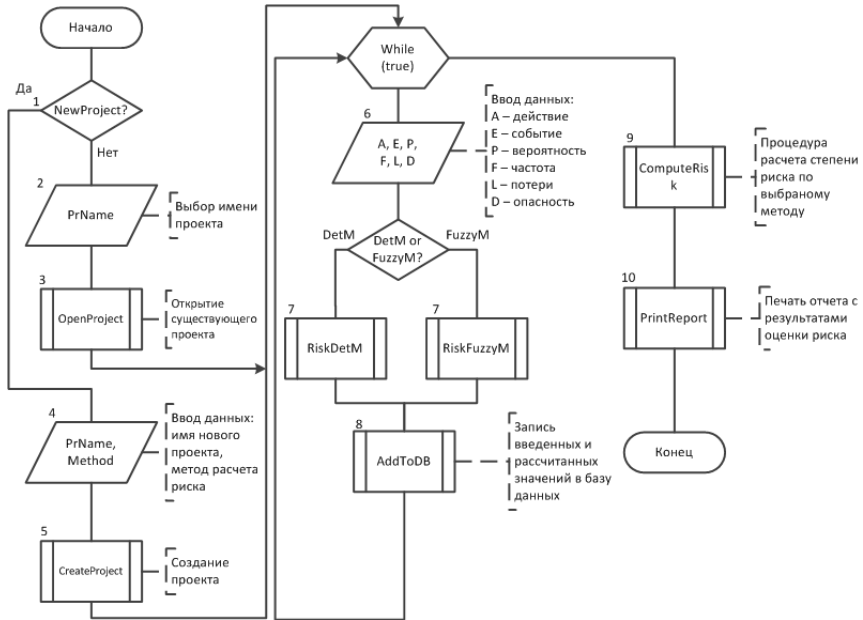 Начало
Да
1
NewProject?
Нет
2
PrName
Выбор имени
проекта
3
OpenProject
Открытие
существующего
проекта
4
PrName,
Method
Ввод данных:
имя нового
проекта,
метод расчета
риска
5
CreateProject
Создание
проекта
While
(true)
6
A, E, P,
F, L, D
Ввод данных:
A – действие
E – событие
P – вероятность
F – частота
L – потери
D – опасность
DetM
DetM or
FuzzyM?
FuzzyM
7
RiskDetM
7
RiskFuzzyM
8
AddToDB
Запись
введенных и
рассчитанных
значений в базу
данных
9
ComputeRis
k
Процедура
расчета степени
риска по
выбраному
методу
10
PrintReport
Печать отчета с
результатами
оценки риска
Конец